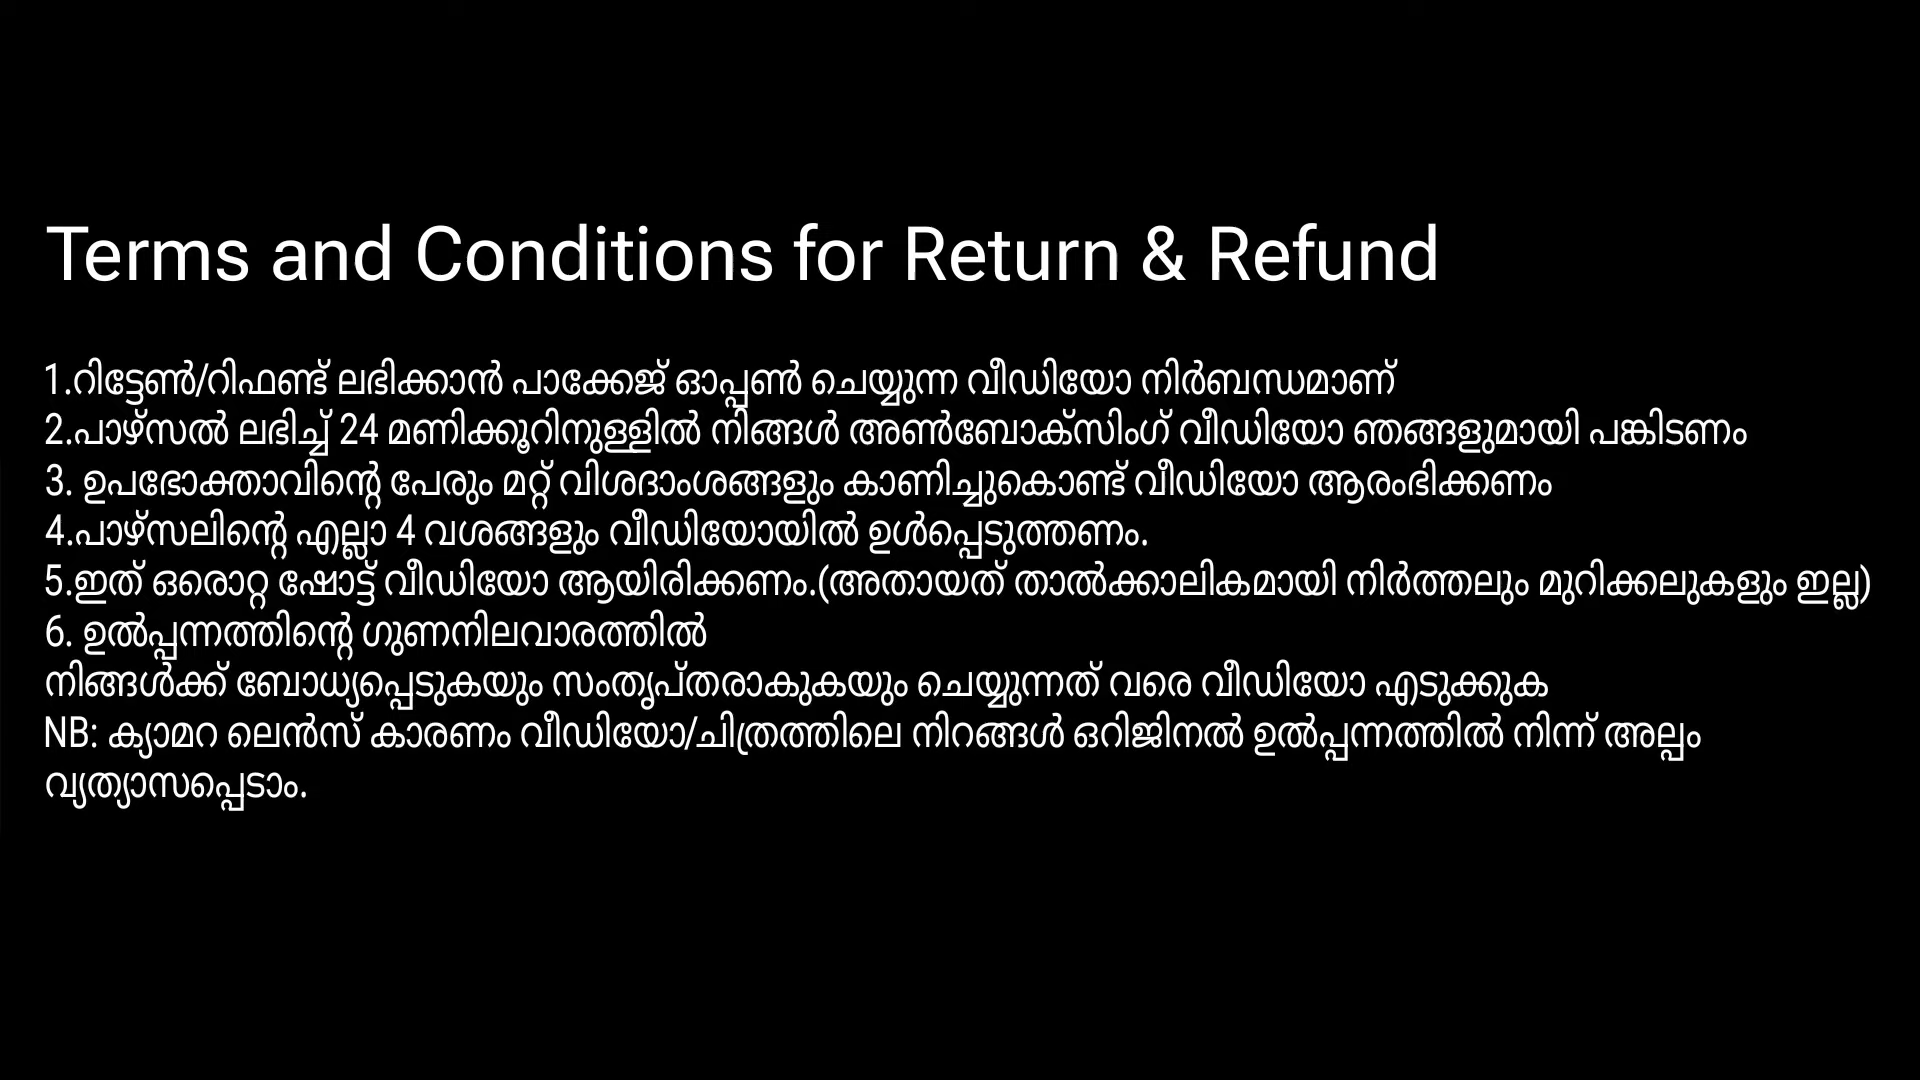 Terms and Conditions for Return & Refund
1.റിട്ടേൺ/റിഫണ്ട് ലഭിക്കാൻ പാക്കേജ് ഓപ്പൺ ചെയ്യുന്ന വീഡിയോ നിർബന്ധമാണ്
2.പാഴ്സൽ ലഭിച്ച് 24 മണിക്കൂറിനുള്ളിൽ നിങ്ങൾ അൺബോക്സിംഗ് വീഡിയോ ഞങ്ങളുമായി പങ്കിടണം
3. ഉപഭോക്താവിന്റെ പേരും മറ്റ് വിശദാംശങ്ങളും കാണിച്ചുകൊണ്ട് വീഡിയോ ആരംഭിക്കണം
4.പാഴ്സലിന്റെ എല്ലാ 4 വശങ്ങളും വീഡിയോയിൽ ഉൾപ്പെടുത്തണം.
5.ഇത് ഒരൊറ്റ ഷോട്ട് വീഡിയോ ആയിരിക്കണം.(അതായത് താൽക്കാലികമായി നിർത്തലും മുറിക്കലുകളും ഇല്ല)
6. ഉൽപ്പന്നത്തിന്റെ ഗുണനിലവാരത്തിൽ
നിങ്ങൾക്ക് ബോധ്യപ്പെടുകയും സംതൃപ്തരാകുകയും ചെയ്യുന്നത് വരെ വീഡിയോ എടുക്കുക
NB: ക്യാമറ ലെൻസ് കാരണം വീഡിയോ/ചിത്രത്തിലെ നിറങ്ങൾ ഒറിജിനൽ ഉൽപ്പന്നത്തിൽ നിന്ന് അല്പം
വ്യത്യാസപ്പെടാം.